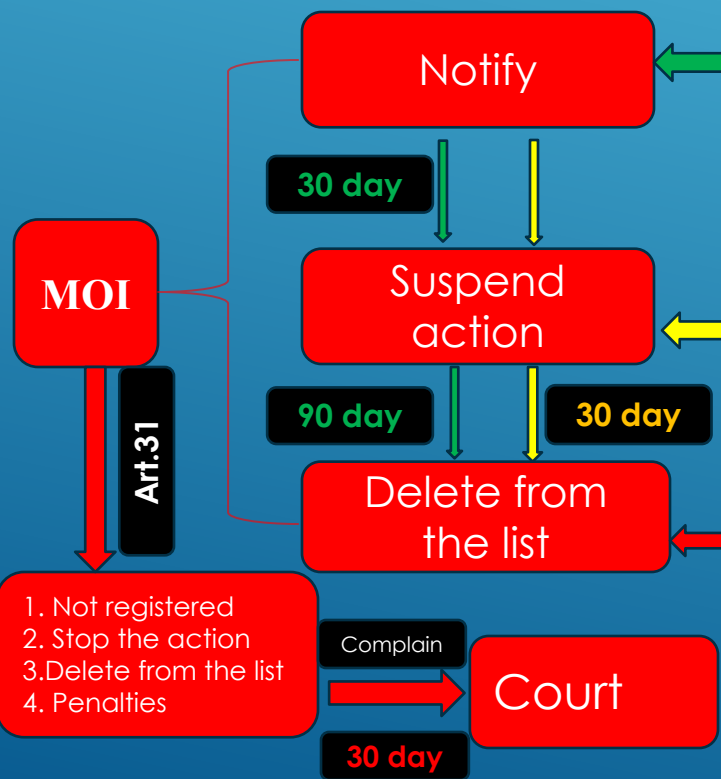 Notify
30 day
MOI
Suspend
action
90 day
30 day
Art.31
Delete from
the list
1. Not registered
2. Stop the action
3.Delete from the list
4. Penalties
Complain
Court
30 day